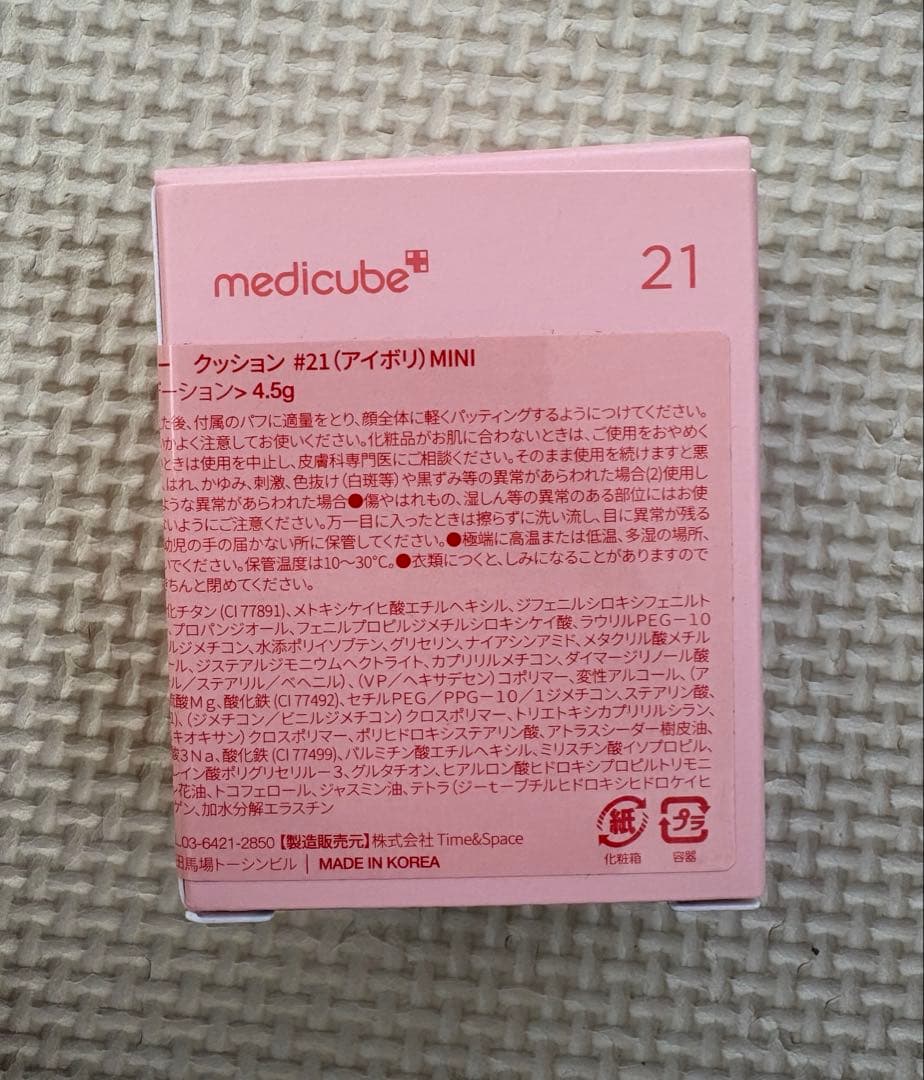 medicube
21
クッション #21(アイボリ)MINI
ーション> 4.5g
た後、付属のパフに適量をとり、顔全体に軽くパッティングするようにつけてください。
かよく注意してお使いください。化粧品がお肌に合わないときは、ご使用をおやめく
ときは使用を中止し、皮膚科専門医にご相談ください。そのまま使用を続けますと悪
はれ、かゆみ、刺激、色抜け(白斑等)や黒ずみ等の異常があらわれた場合(2)使用し
ような異常があらわれた場合●傷やはれもの、湿しん等の異常のある部位にはお使
いようにご注意ください。万一目に入ったときは擦らずに洗い流し、目に異常が残る
幼児の手の届かない所に保管してください。●極端に高温または低温、多湿の場所、
でください。保管温度は10〜30℃。●衣類につくと、しみになることがありますので
ちんと閉めてください。
化チタン(CI 77891)、メトキシケイヒ酸エチルヘキシル、ジフェニルシロキシフェニルト
、プロパンジオール、フェニルプロピルジメチルシロキシケイ酸、ラウリルPEG-10
ルジメチコン、水添ポリイソブテン、グリセリン、ナイアシンアミド、メタクリル酸メチル
ール、ジステアルジモニウムヘクトライト、カプリリルメチコン、ダイマージリノール酸
ル/ステアリル/ベヘニル)、(VP/ヘキサデセン)コポリマー、変性アルコール、(ア
硫酸Mg、酸化鉄(CI 77492)、セチルPEG/PPG-10/1ジメチコン、ステアリン酸、
)、(ジメチコン/ビニルジメチコン)クロスポリマー、トリエトキシカプリリルシラン、
キオキサン)クロスポリマー、ポリヒドロキシステアリン酸、アトラスシーダー樹皮油、
酸3Na、酸化鉄(CI 77499)、パルミチン酸エチルヘキシル、ミリスチン酸イソプロピル、
レイン酸ポリグリセリル-3、グルタチオン、ヒアルロン酸ヒドロキシプロピルトリモニ
花油、トコフェロール、ジャスミン油、テトラ(ジ-t-ブチルヒドロキシヒドロケイヒ
ゲン、加水分解エラスチン
03-6421-2850【製造販売元】株式会社 Time&Space
田馬場トーシンビル | MADE IN KOREA
紙
プラ
化粧箱
容器